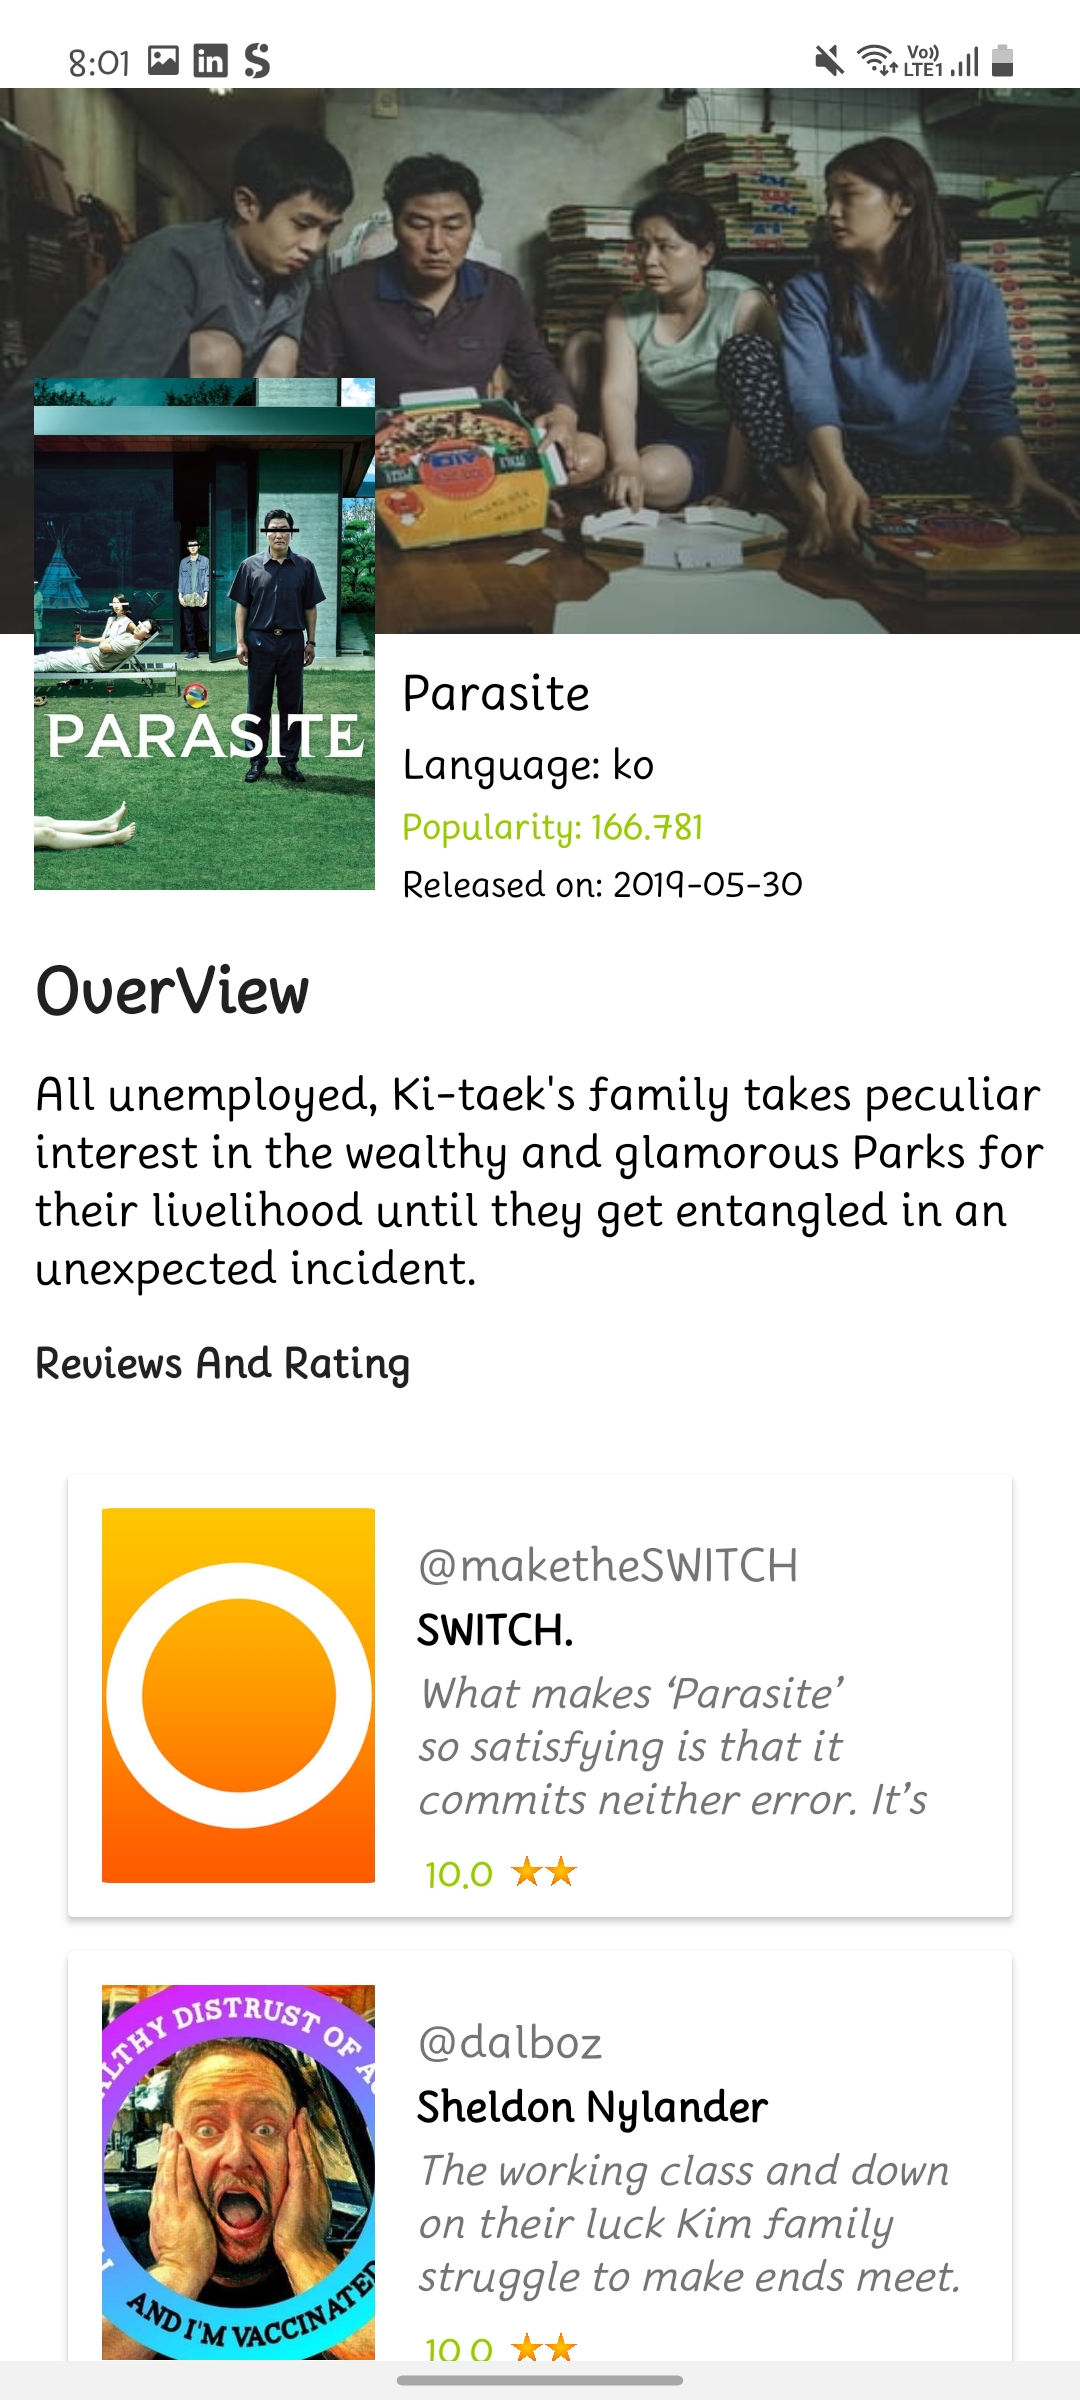 8:01
Vo))
LTE1
PARASITE
Parasite
Language: ko
Popularity: 166.781
Released on: 2019-05-30
OverView
All unemployed, Ki-taek's family takes peculiar
interest in the wealthy and glamorous Parks for
their livelihood until they get entangled in an
unexpected incident.
Reviews And Rating
@maketheSWITCH
SWITCH.
What makes ‘Parasite’
so satisfying is that it
commits neither error. It’s
10.0
@dalboz
Sheldon Nylander
The working class and down
on their luck Kim family
struggle to make ends meet.
10.0
DISTRUST OF
AND I'M VACCINATED